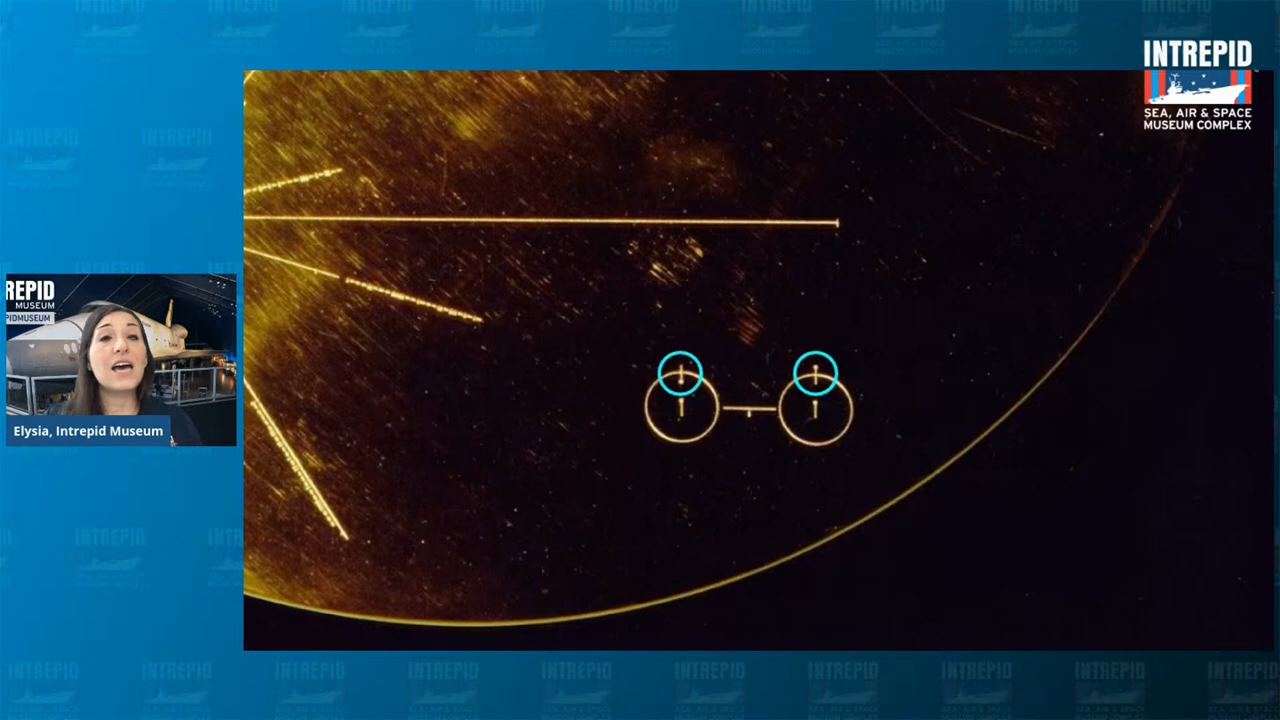 INTREPID
SEA, AIR & SPACE
MUSEUM COMPLEX
REPID
MUSEUM
PIDMUSEUM
Elysia, Intrepid Museum